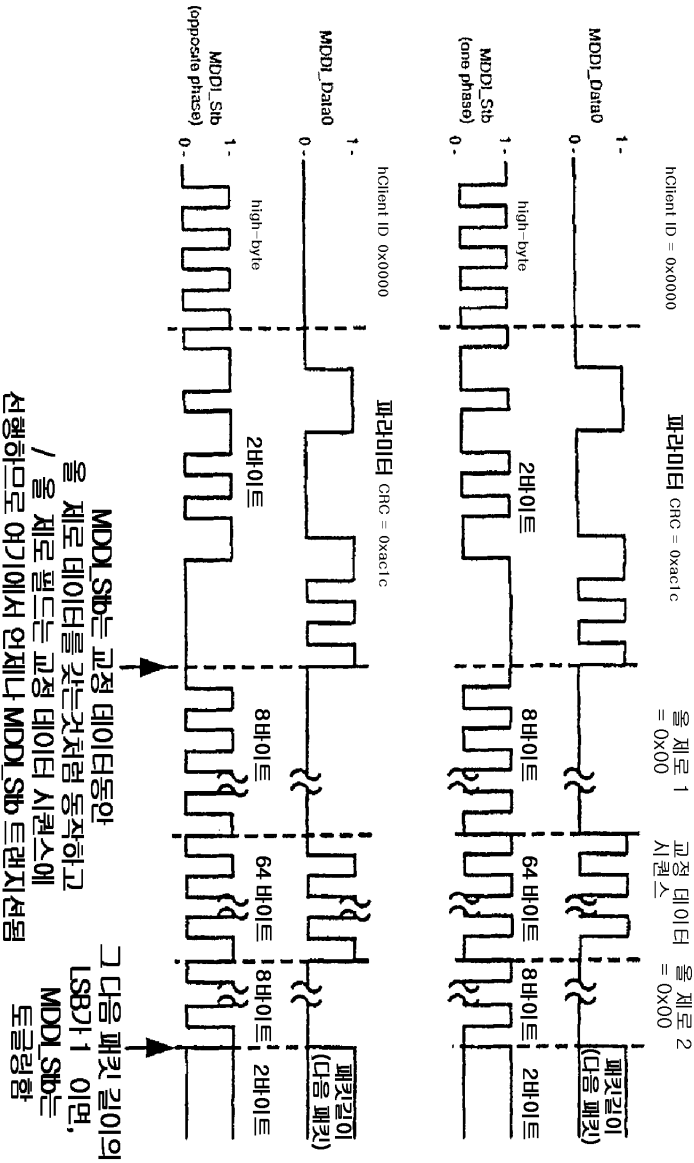 hClient ID = 0x0000
파라미터 CRC = 0xac1c
올 제로 1
= 0x00
교정 데이터
시퀀스
올 제로 2
= 0x00
MDDI_Data0
1 -
0 -
패킷길이
(다음 패킷)
high-byte
2바이트
8바이트
64 바이트
8바이트
2바이트
MDDI_Stb
(one phase)
1 -
0 -
hClient ID 0x0000
파라미터 CRC = 0xac1c
MDDI_Data0
1 -
0 -
패킷길이
(다음 패킷)
high-byte
2바이트
8바이트
64 바이트
8바이트
2바이트
MDDI_Stb
(opposite phase)
1 -
0 -
MDDI_Stb는 교정 데이터동안
올 제로 데이터를 갖는것처럼 동작하고
/ 올 제로 필드는 교정 데이터 시퀀스에
선행하므로 여기에서 언제나 MDDI_Stb 트랜지션됨
그 다음 패킷 길이의
LSB가 1 이면,
MDDI_Stb는
토글링함